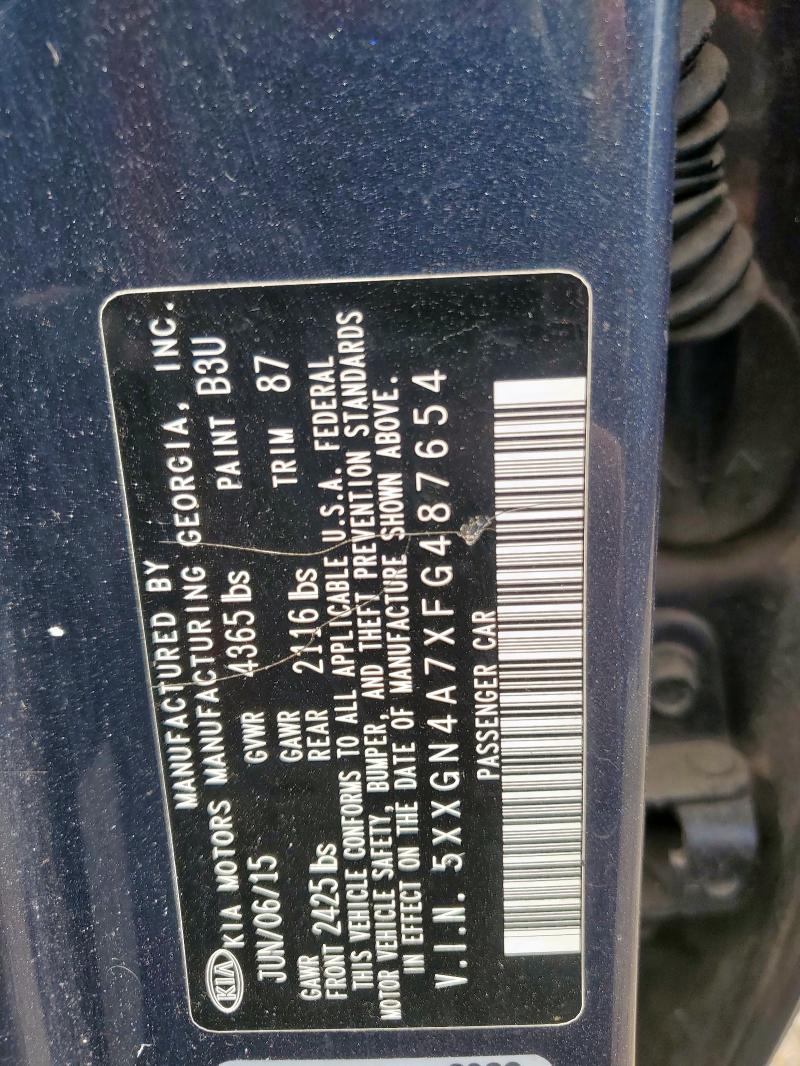 MANUFACTURED BY
KIA KIA MOTORS MANUFACTURING GEORGIA, INC.
JUN/06/15 GVWR 4365 lbs PAINT B3U
GAWR FRONT 2425 lbs GAWR REAR 2116 lbs TRIM 87
THIS VEHICLE CONFORMS TO ALL APPLICABLE U.S.A. FEDERAL
MOTOR VEHICLE SAFETY, BUMPER, AND THEFT PREVENTION STANDARDS
IN EFFECT ON THE DATE OF MANUFACTURE SHOWN ABOVE.
V.I.N. 5XXGN4A7XFG487654
PASSENGER CAR